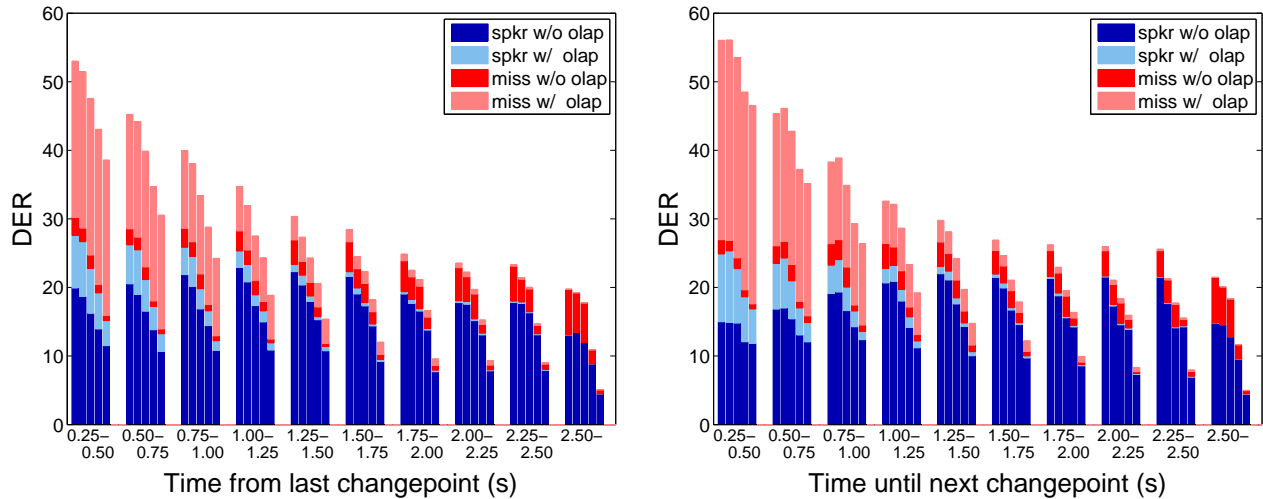 60
50
40
30
20
10
0
DER
spkr w/o olap
spkr w/  olap
miss w/o olap
miss w/  olap
0.25– 0.50– 0.75– 1.00– 1.25– 1.50– 1.75– 2.00– 2.25– 2.50–
0.50 0.75 1.00 1.25 1.50 1.75 2.00 2.25 2.50
Time from last changepoint (s)
60
50
40
30
20
10
0
DER
spkr w/o olap
spkr w/  olap
miss w/o olap
miss w/  olap
0.25– 0.50– 0.75– 1.00– 1.25– 1.50– 1.75– 2.00– 2.25– 2.50–
0.50 0.75 1.00 1.25 1.50 1.75 2.00 2.25 2.50
Time until next changepoint (s)